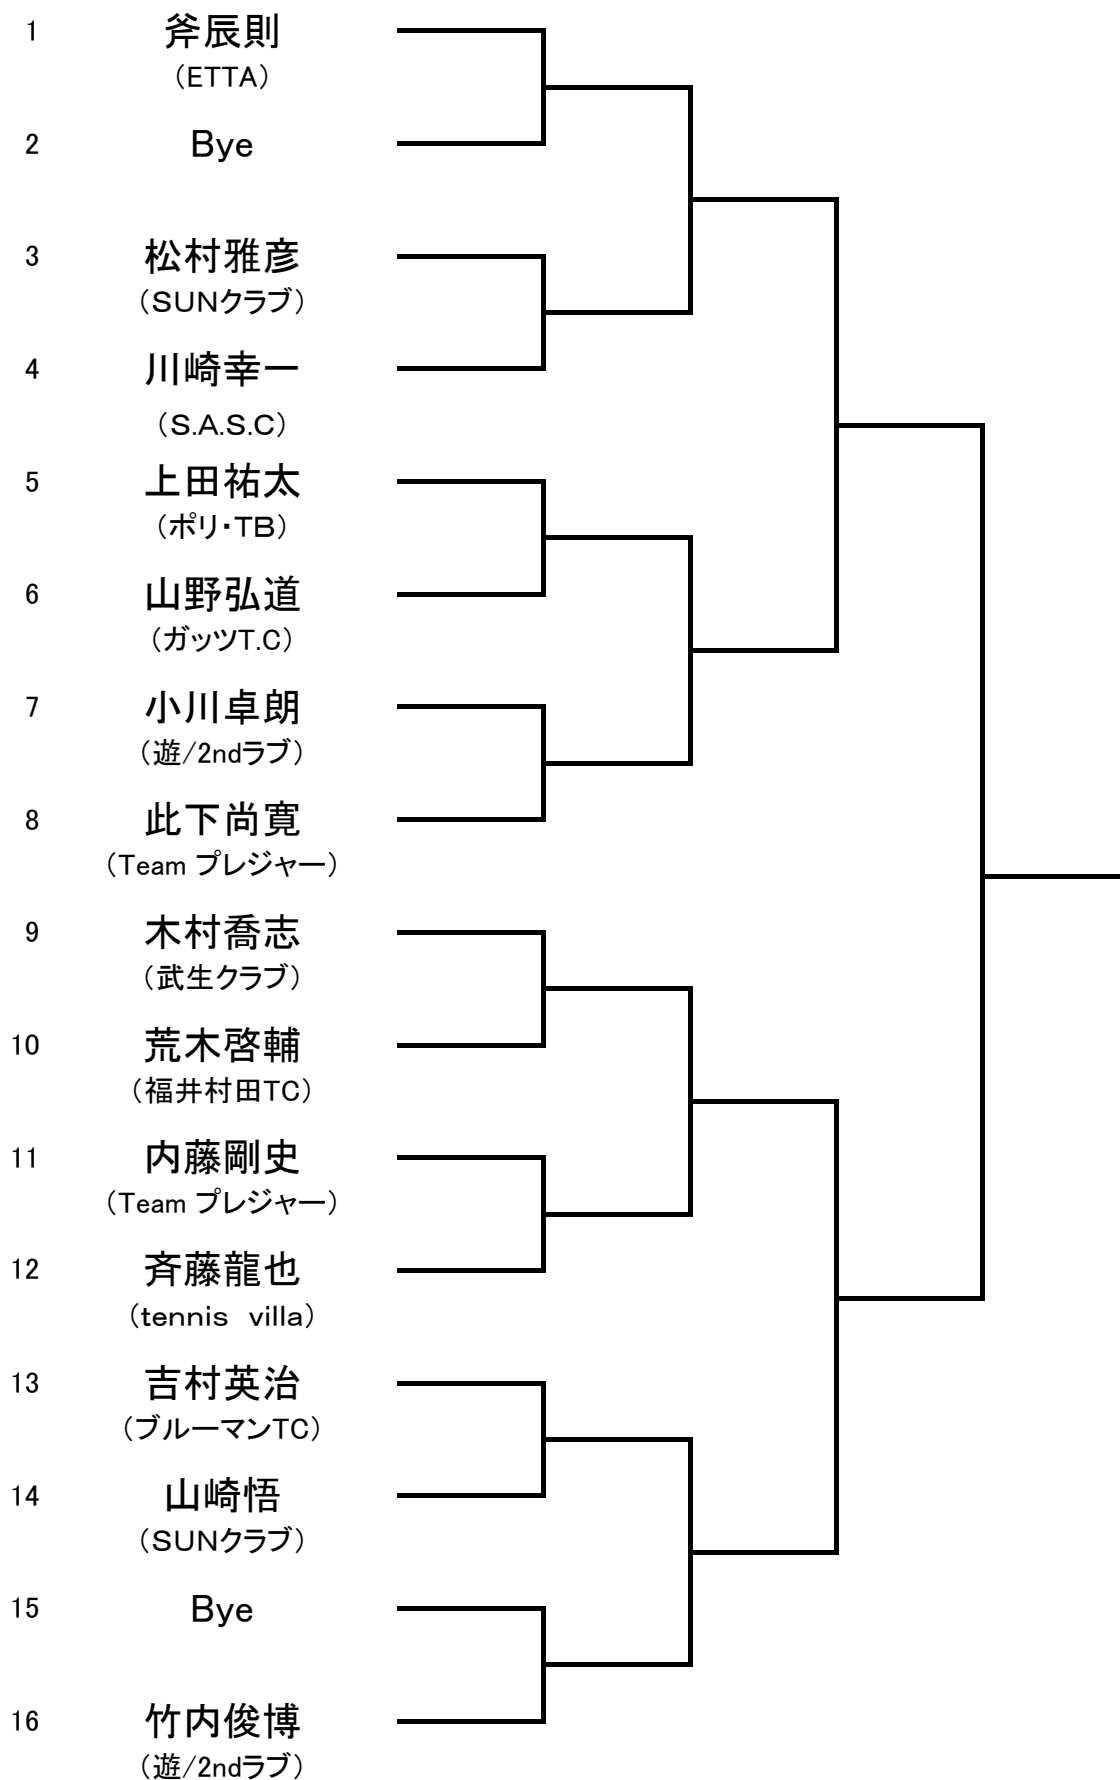 1 斧辰則
（ETTA）
2 Bye
3 松村雅彦
（SUNクラブ）
4 川崎幸一
（S.A.S.C）
5 上田祐太
（ポリ・TB）
6 山野弘道
（ガッツT.C）
7 小川卓朗
（遊/2ndラブ）
8 此下尚寛
（Team プレジャー）
9 木村喬志
（武生クラブ）
10 荒木啓輔
（福井村田TC）
11 内藤剛史
（Team プレジャー）
12 斉藤龍也
（tennis　villa）
13 吉村英治
（ブルーマンTC）
14 山崎悟
（SUNクラブ）
15 Bye
16 竹内俊博
（遊/2ndラブ）